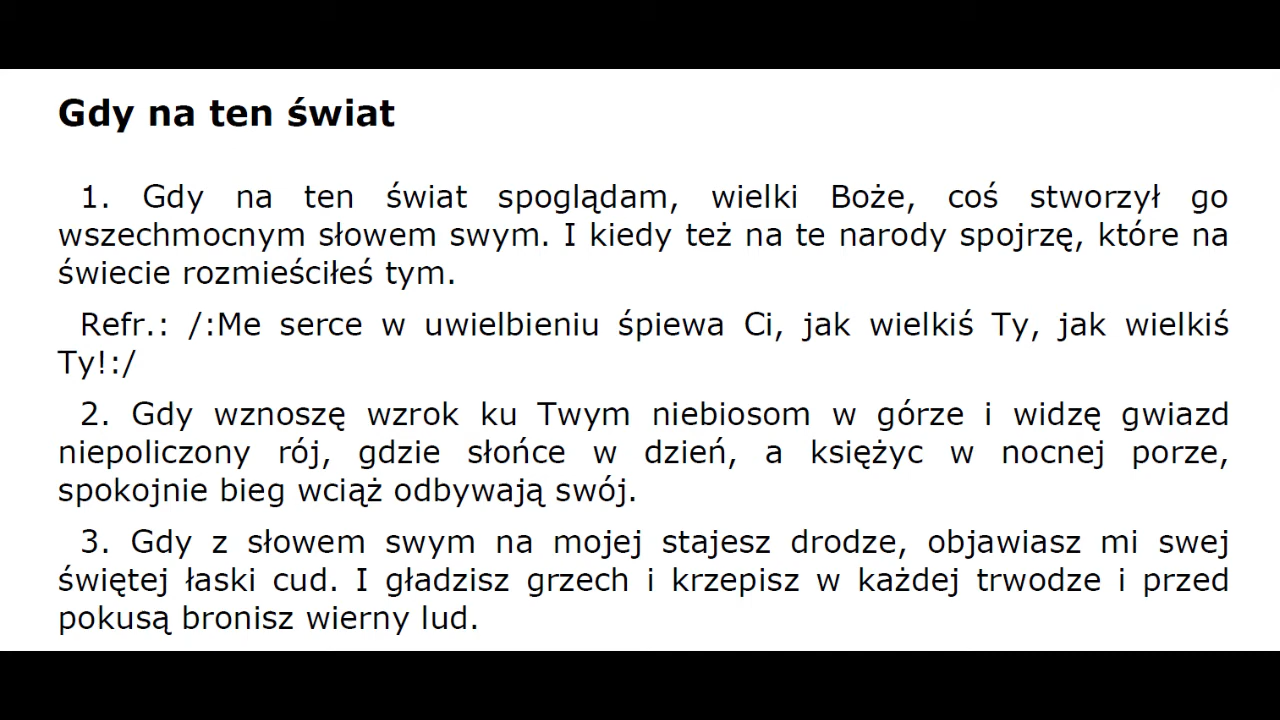 Gdy na ten świat
1. Gdy na ten świat spoglądam, wielki Boże, coś stworzył go
wszechmocnym słowem swym. I kiedy też na te narody spojrzę, które na
świecie rozmieściłeś tym.
Refr.: /:Me serce w uwielbieniu śpiewa Ci, jak wielkiś Ty, jak wielkiś
Ty!:/
2. Gdy wznoszę wzrok ku Twym niebiosom w górze i widzę gwiazd
niepoliczony rój, gdzie słońce w dzień, a księżyc w nocnej porze,
spokojnie bieg wciąż odbywają swój.
3. Gdy z słowem swym na mojej stajesz drodze, objawiasz mi swej
świętej łaski cud. I gładzisz grzech i krzepisz w każdej trwodze i przed
pokusą bronisz wierny lud.